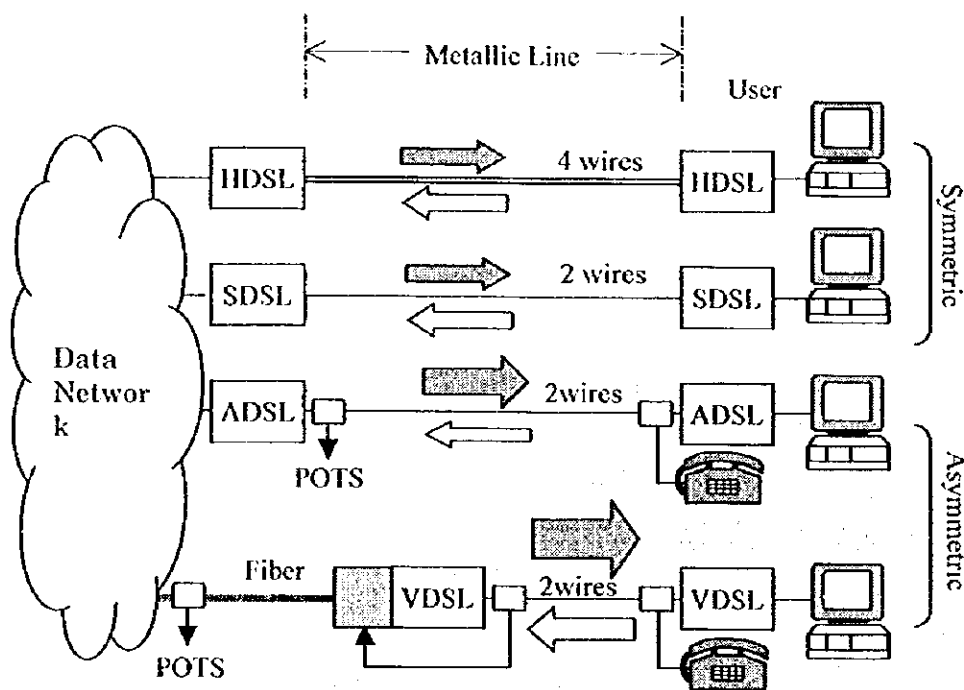 Metallic Line
User
HDSL
4 wires
HDSL
SDSL
2 wires
SDSL
Symmetric
Data
Networ
k
ADSL
2wires
ADSL
POTS
Fiber
VDSL
2wires
VDSL
Asymmetric
POTS